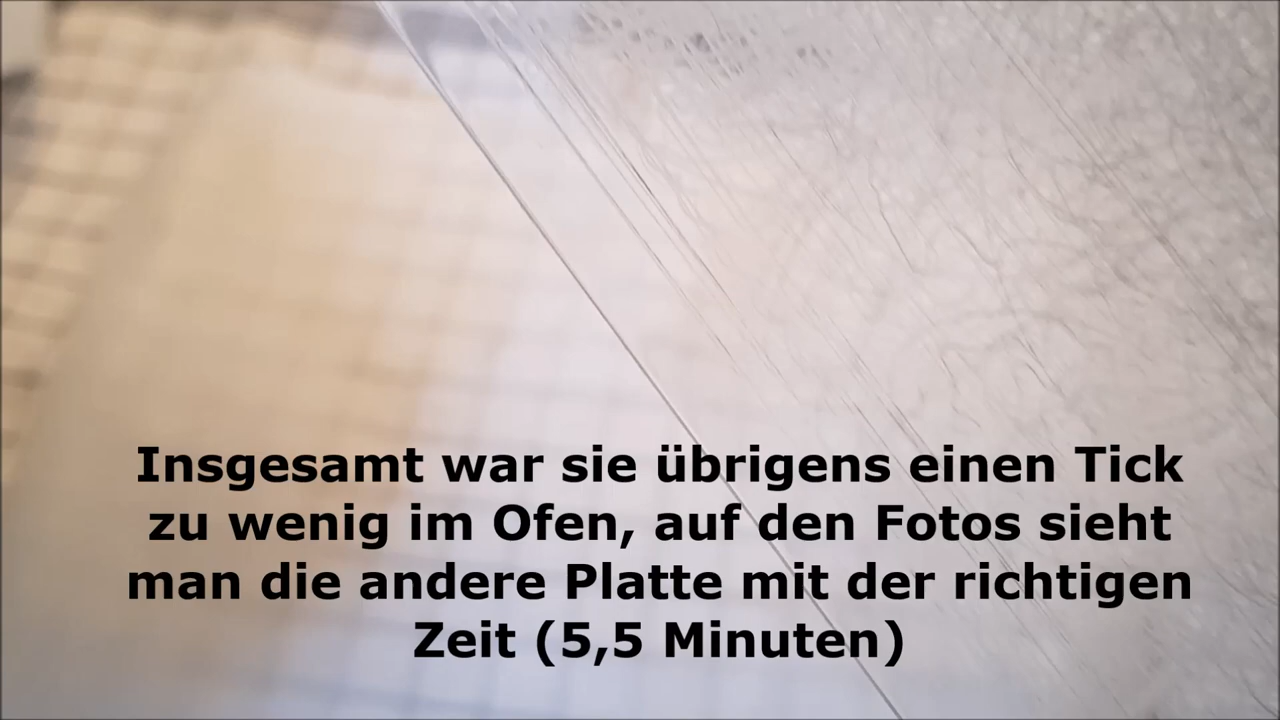 Insgesamt war sie übrigens einen Tick
zu wenig im Ofen, auf den Fotos sieht
man die andere Platte mit der richtigen
Zeit (5,5 Minuten)